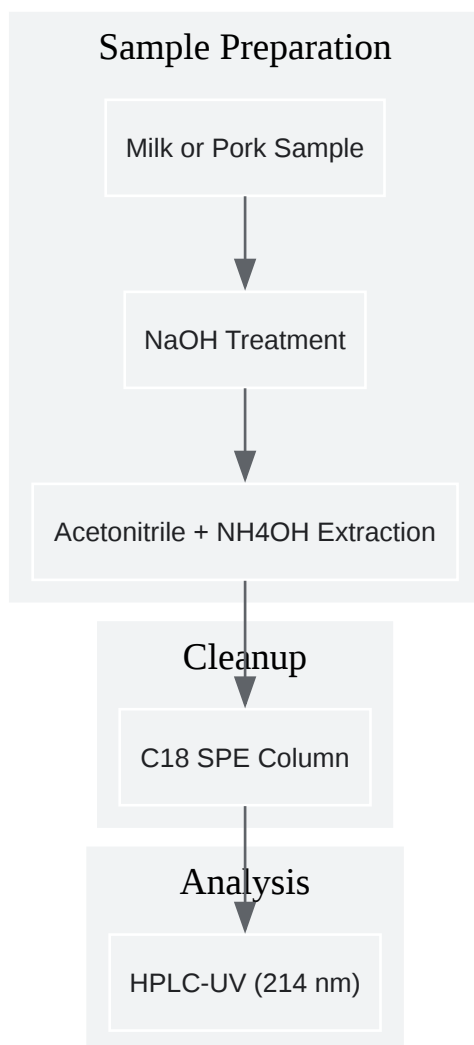 Sample Preparation
Milk or Pork Sample
NaOH Treatment
Acetonitrile + NH4OH Extraction
Cleanup
C18 SPE Column
Analysis
HPLC-UV (214 nm)